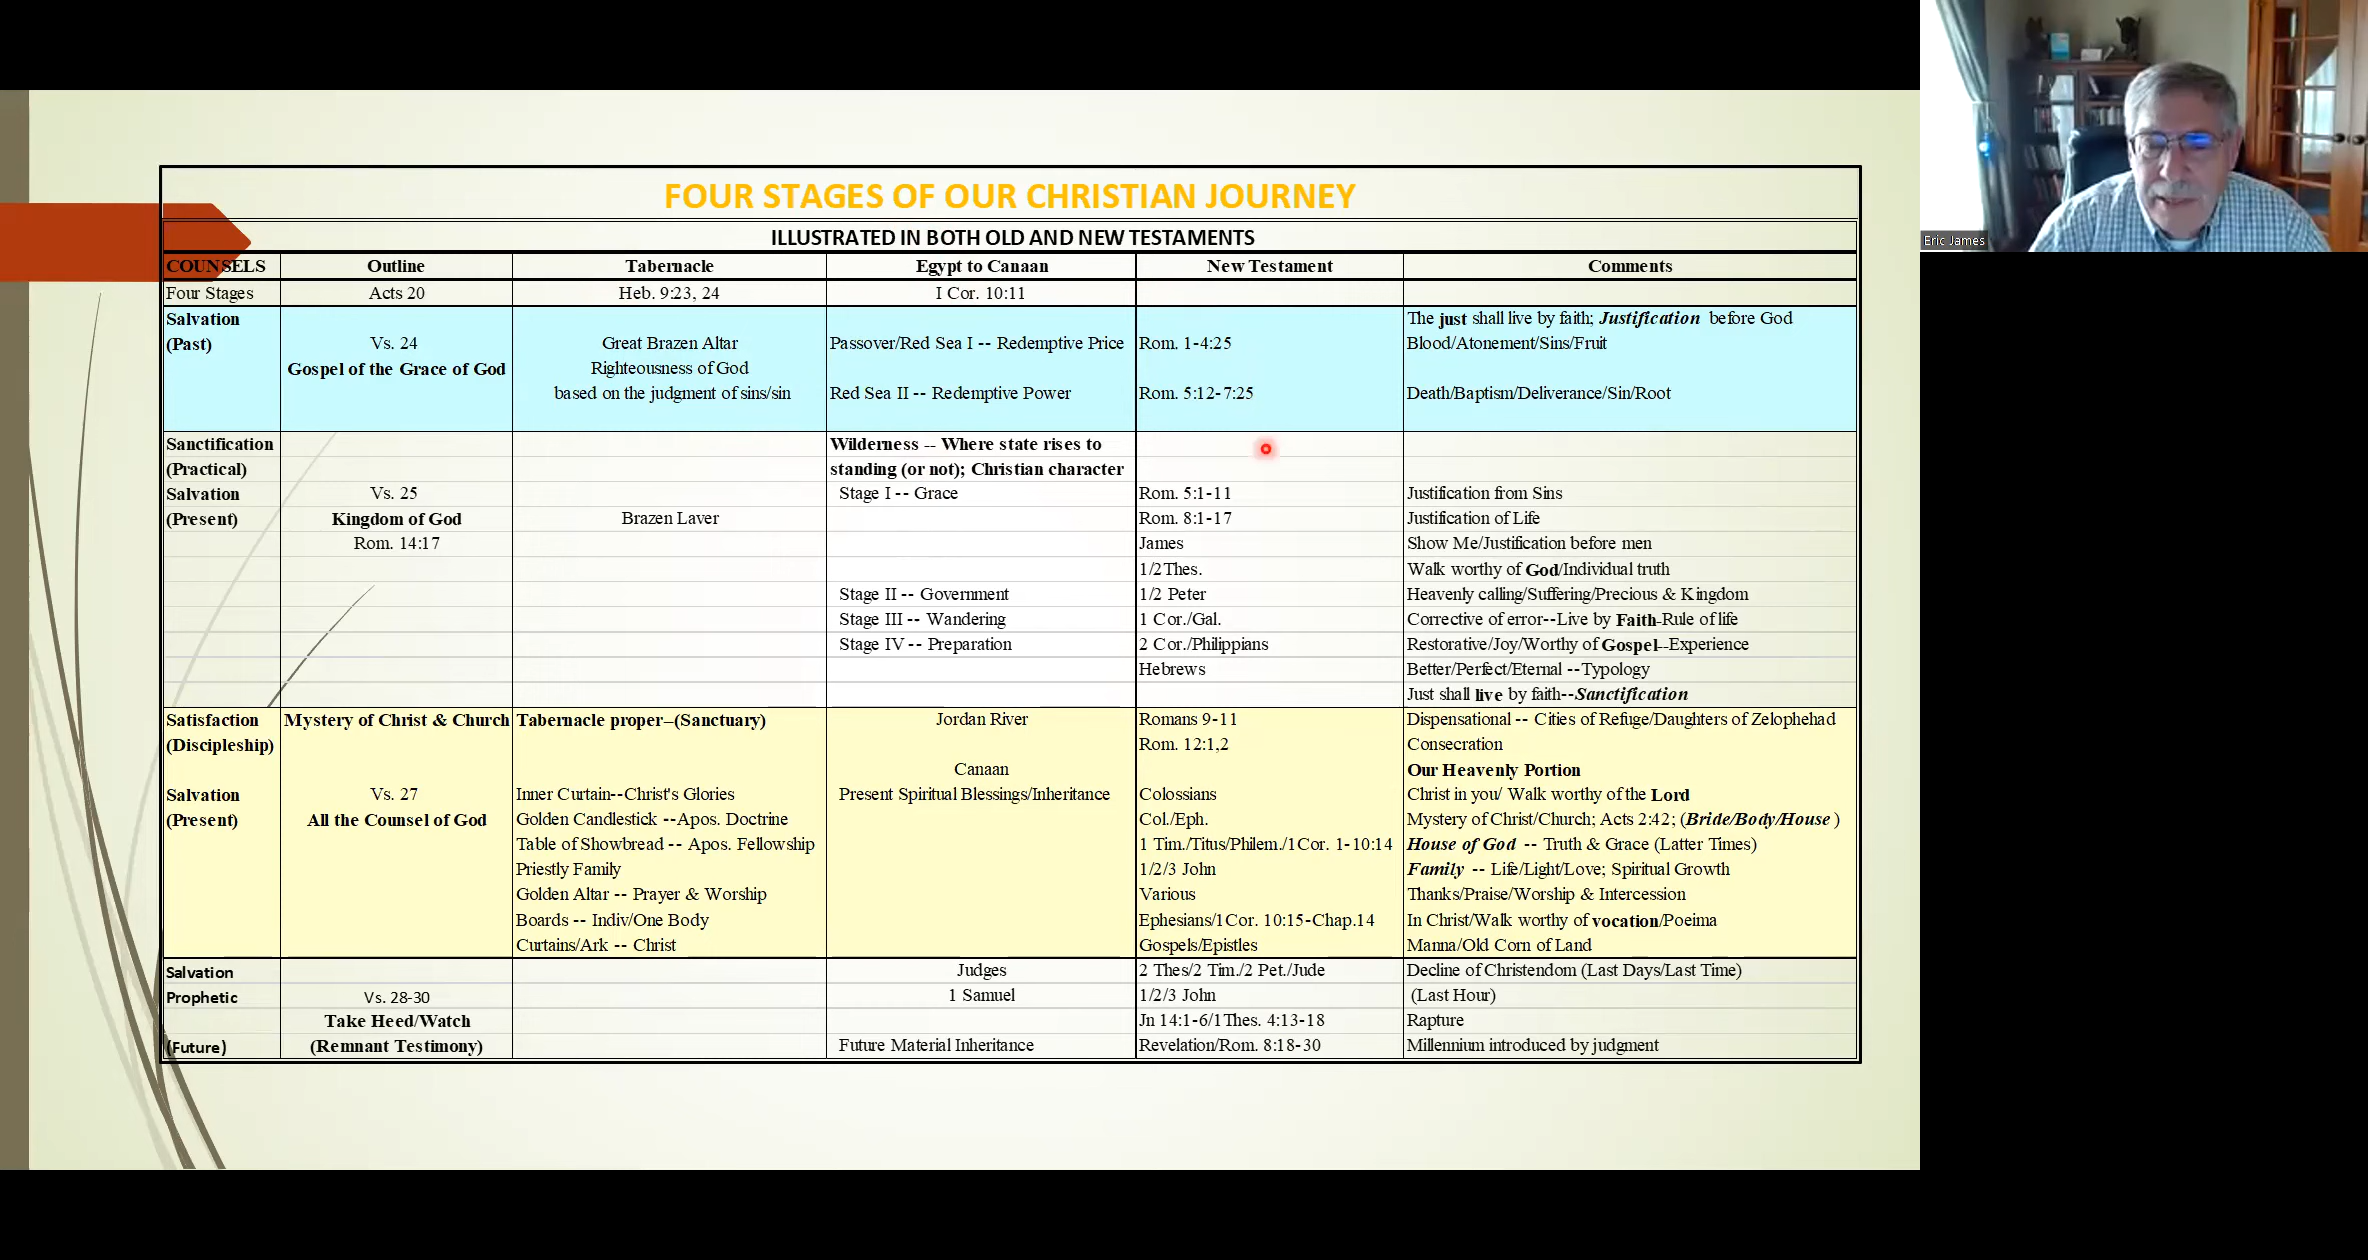 FOUR STAGES OF OUR CHRISTIAN JOURNEY
ILLUSTRATED IN BOTH OLD AND NEW TESTAMENTS
COUNSELS Outline Tabernacle Egypt to Canaan New Testament Comments
Four Stages Acts 20 Heb. 9:23, 24 I Cor. 10:11
Salvation The just shall live by faith; Justification before God
(Past) Vs. 24 Great Brazen Altar Passover/Red Sea I -- Redemptive Price Rom. 1-4:25 Blood/Atonement/Sins/Fruit
Gospel of the Grace of God Righteousness of God
based on the judgment of sins/sin Red Sea II -- Redemptive Power Rom. 5:12-7:25 Death/Baptism/Deliverance/Sin/Root
Sanctification Wilderness -- Where state rises to
(Practical) standing (or not); Christian character
Salvation Vs. 25 Stage I -- Grace Rom. 5:1-11 Justification from Sins
(Present) Kingdom of God Brazen Laver Rom. 8:1-17 Justification of Life
Rom. 14:17 James Show Me/Justification before men
1/2Thes. Walk worthy of God/Individual truth
Stage II -- Government 1/2 Peter Heavenly calling/Suffering/Precious & Kingdom
Stage III -- Wandering 1 Cor./Gal. Corrective of error--Live by Faith-Rule of life
Stage IV -- Preparation 2 Cor./Philippians Restorative/Joy/Worthy of Gospel--Experience
Hebrews Better/Perfect/Eternal --Typology
Just shall live by faith--Sanctification
Satisfaction Mystery of Christ & Church Tabernacle proper--(Sanctuary) Jordan River Romans 9-11 Dispensational -- Cities of Refuge/Daughters of Zelophehad
(Discipleship) Rom. 12:1,2 Consecration
Canaan Our Heavenly Portion
Salvation Vs. 27 Inner Curtain--Christ's Glories Present Spiritual Blessings/Inheritance Colossians Christ in you/ Walk worthy of the Lord
(Present) All the Counsel of God Golden Candlestick --Apos. Doctrine Col./Eph. Mystery of Christ/Church; Acts 2:42; (Bride/Body/House )
Table of Showbread -- Apos. Fellowship 1 Tim./Titus/Philem./1Cor. 1-10:14 House of God -- Truth & Grace (Latter Times)
Priestly Family 1/2/3 John Family -- Life/Light/Love; Spiritual Growth
Golden Altar -- Prayer & Worship Various Thanks/Praise/Worship & Intercession
Boards -- Indiv/One Body Ephesians/1Cor. 10:15-Chap.14 In Christ/Walk worthy of vocation/Poeima
Curtains/Ark -- Christ Gospels/Epistles Manna/Old Corn of Land
Salvation Judges 2 Thes/2 Tim./2 Pet./Jude Decline of Christendom (Last Days/Last Time)
Prophetic Vs. 28-30 1 Samuel 1/2/3 John (Last Hour)
Take Heed/Watch Jn 14:1-6/1Thes. 4:13-18 Rapture
(Future) (Remnant Testimony) Future Material Inheritance Revelation/Rom. 8:18-30 Millennium introduced by judgment
Eric James